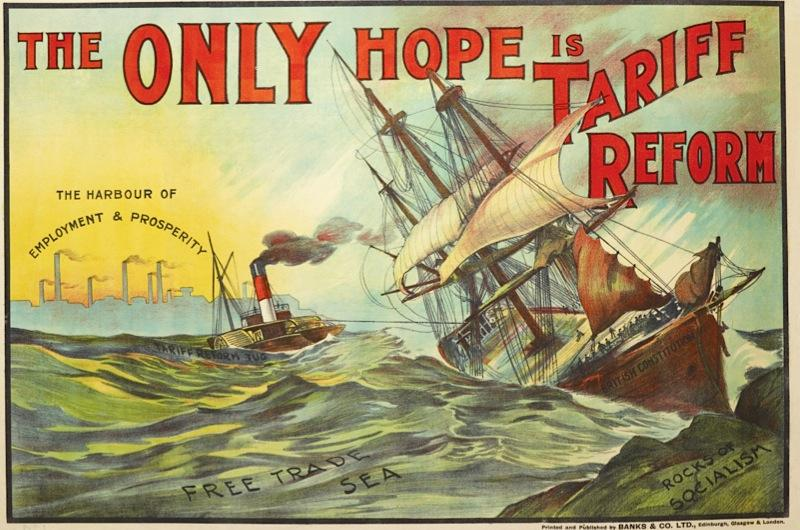 THE ONLY HOPE IS
TARIFF
REFORM
THE HARBOUR OF
EMPLOYMENT & PROSPERITY
TARIFF REFORM TUG
BRITISH CONSTITUTION
FREE TRADE
SEA
ROCKS OF
SOCIALISM
Printed and Published by BANKS & CO. LTD., Edinburgh, Glasgow & London.